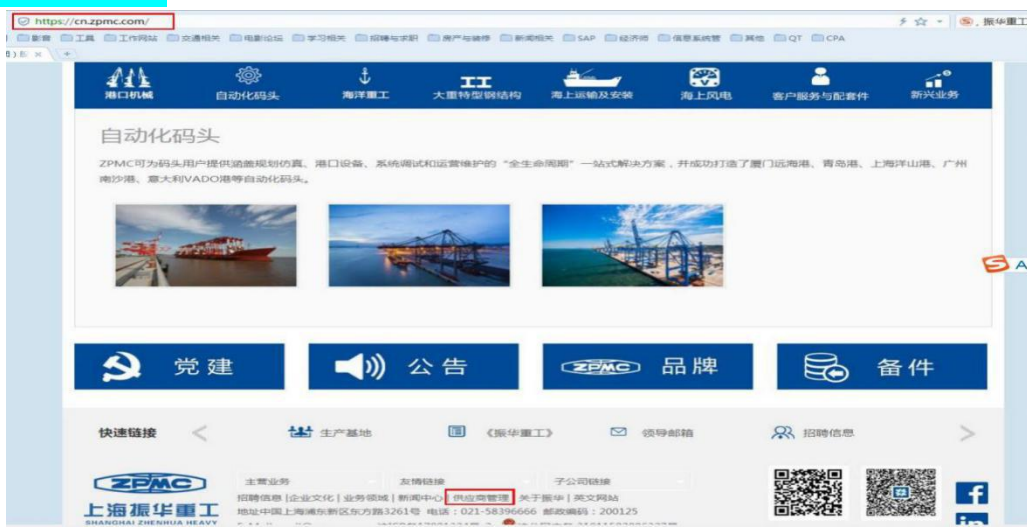 https://cn.zpmc.com/
振华重工
影音 工具 工作网站 交通相关 电影论坛 学习相关 招聘与求职 房产与装修 新闻相关 SAP 经济师 信息系统管 其他 QT CPA
港口机械 自动化码头 海洋重工 大重特型钢结构 海上运输及安装 海上风电 客户服务与配套件 新兴业务
自动化码头
ZPMC可为码头用户提供涵盖规划仿真、港口设备、系统调试和运营维护的“全生命周期”一站式解决方案，并成功打造了厦门远海港、青岛港、上海洋山港、广州
南沙港、意大利VADO港等自动化码头。
党建 公告 ZPMC 品牌 备件
快速链接 生产基地 《振华重工》 领导邮箱 招聘信息
ZPMC
上海振华重工
SHANGHAI ZHENHUA HEAVY
主营业务 友情链接 子公司链接
招聘信息 | 企业文化 | 业务领域 | 新闻中心 | 供应商管理 | 关于振华 | 英文网站
地址中国上海浦东新区东方路3261号 电话：021-58396666 邮政编码：200125